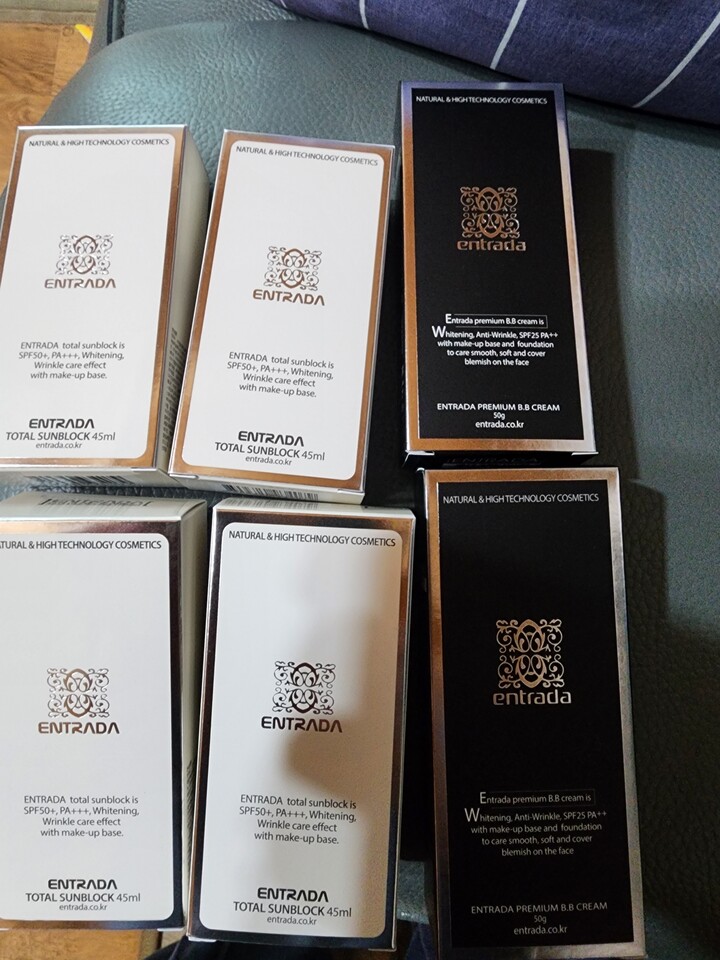 NATURAL & HIGH TECHNOLOGY COSMETICS
ENTRADA
ENTRADA total sunblock is
SPF50+, PA+++, Whitening,
Wrinkle care effect
with make-up base.
ENTRADA
TOTAL SUNBLOCK 45ml
entrada.co.kr
NATURAL & HIGH TECHNOLOGY COSMETICS
ENTRADA
ENTRADA total sunblock is
SPF50+, PA+++, Whitening,
Wrinkle care effect
with make-up base.
ENTRADA
TOTAL SUNBLOCK 45ml
entrada.co.kr
NATURAL & HIGH TECHNOLOGY COSMETICS
entrada
Entrada premium B.B cream is
Whitening, Anti-Wrinkle, SPF25 PA++
with make-up base and foundation
to care smooth, soft and cover
blemish on the face
ENTRADA PREMIUM B.B CREAM
50g
entrada.co.kr
TURAL & HIGH TECHNOLOGY COSMETICS
ENTRADA
ENTRADA total sunblock is
SPF50+, PA+++, Whitening,
Wrinkle care effect
with make-up base.
ENTRADA
TOTAL SUNBLOCK 45ml
entrada.co.kr
NATURAL & HIGH TECHNOLOGY COSMETICS
ENTRADA
ENTRADA total sunblock is
SPF50+, PA+++, Whitening,
Wrinkle care effect
with make-up base.
ENTRADA
TOTAL SUNBLOCK 45ml
entrada.co.kr
NATURAL & HIGH TECHNOLOGY COSMETICS
entrada
Entrada premium B.B cream is
Whitening, Anti-Wrinkle, SPF25 PA++
with make-up base and foundation
to care smooth, soft and cover
blemish on the face
ENTRADA PREMIUM B.B CREAM
50g
entrada.co.kr